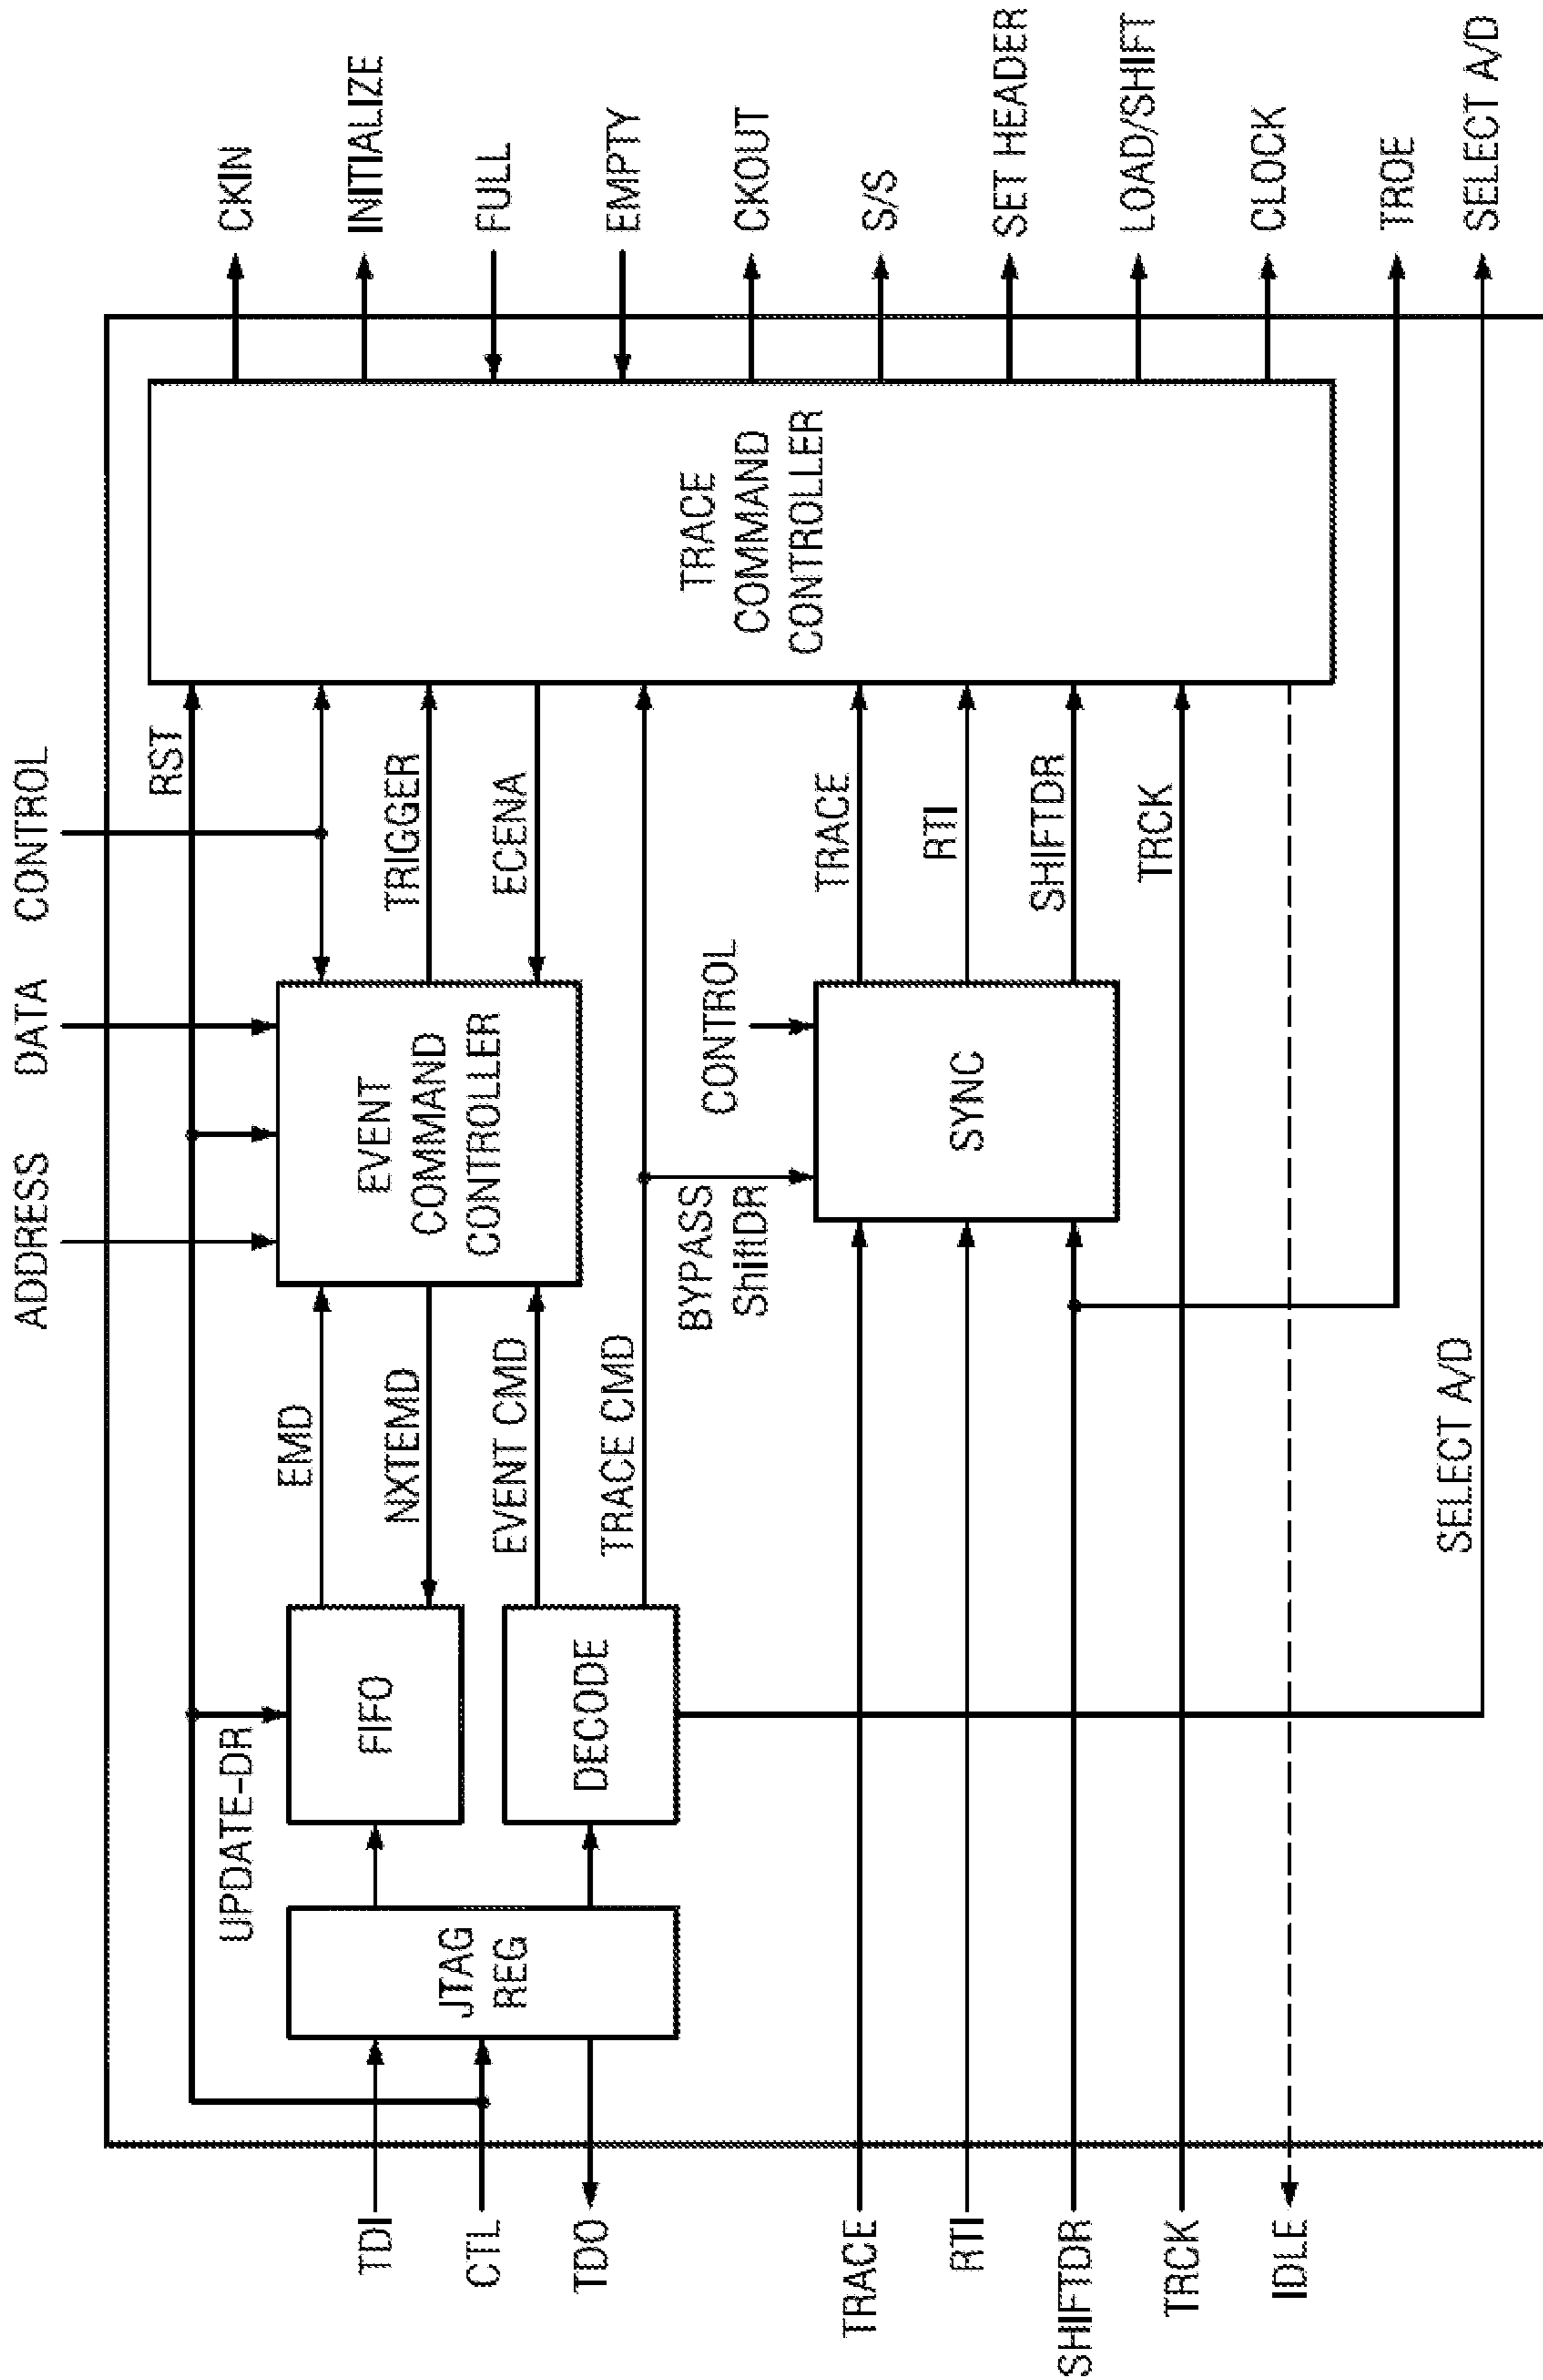 ADDRESS
DATA
CONTROL
RST
UPDATE-DR
TDI
CTL
TDO
JTAG
REG
FIFO
DECODE
EMD
NXTEMD
EVENT CMD
TRACE CMD
EVENT
COMMAND
CONTROLLER
TRIGGER
ECENA
BYPASS
ShiftDR
CONTROL
SYNC
TRACE
RTI
SHIFTDR
TRCK
TRACE
COMMAND
CONTROLLER
TRACE
RTI
SHIFTDR
TRCK
IDLE
SELECT A/D
CKIN
INITIALIZE
FULL
EMPTY
CKOUT
S/S
SET HEADER
LOAD/SHIFT
CLOCK
TROE
SELECT A/D